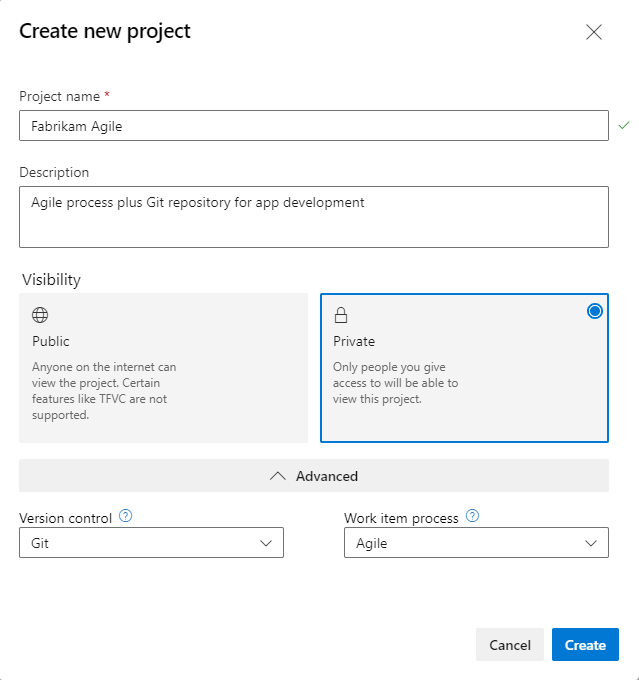 Create new project
Project name *
Fabrikam Agile
Description
Agile process plus Git repository for app development
Visibility
Public
Anyone on the internet can
view the project. Certain
features like TFVC are not
supported.
Private
Only people you give
access to will be able to
view this project.
Advanced
Version control ?
Git
Work item process ?
Agile
Cancel
Create